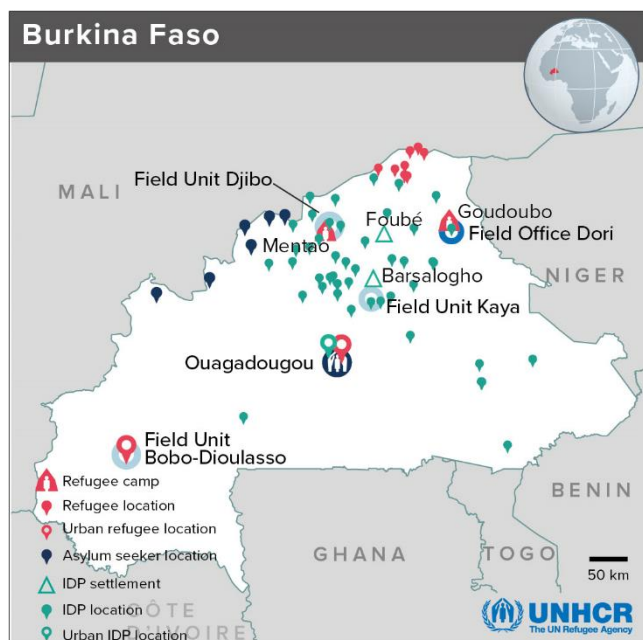 Burkina Faso
MALI
Field Unit Djibo
Foubé
Goudoubo
Mentao
Field Office Dori
Barsalogho
NIGER
Field Unit Kaya
Ouagadougou
Field Unit
Bobo-Dioulasso
Refugee camp
Refugee location
Urban refugee location
Asylum seeker location
IDP settlement
IDP location
Urban IDP location
CÔTE
D'IVOIRE
GHANA
TOGO
BENIN
50 km
UNHCR
The UN Refugee Agency